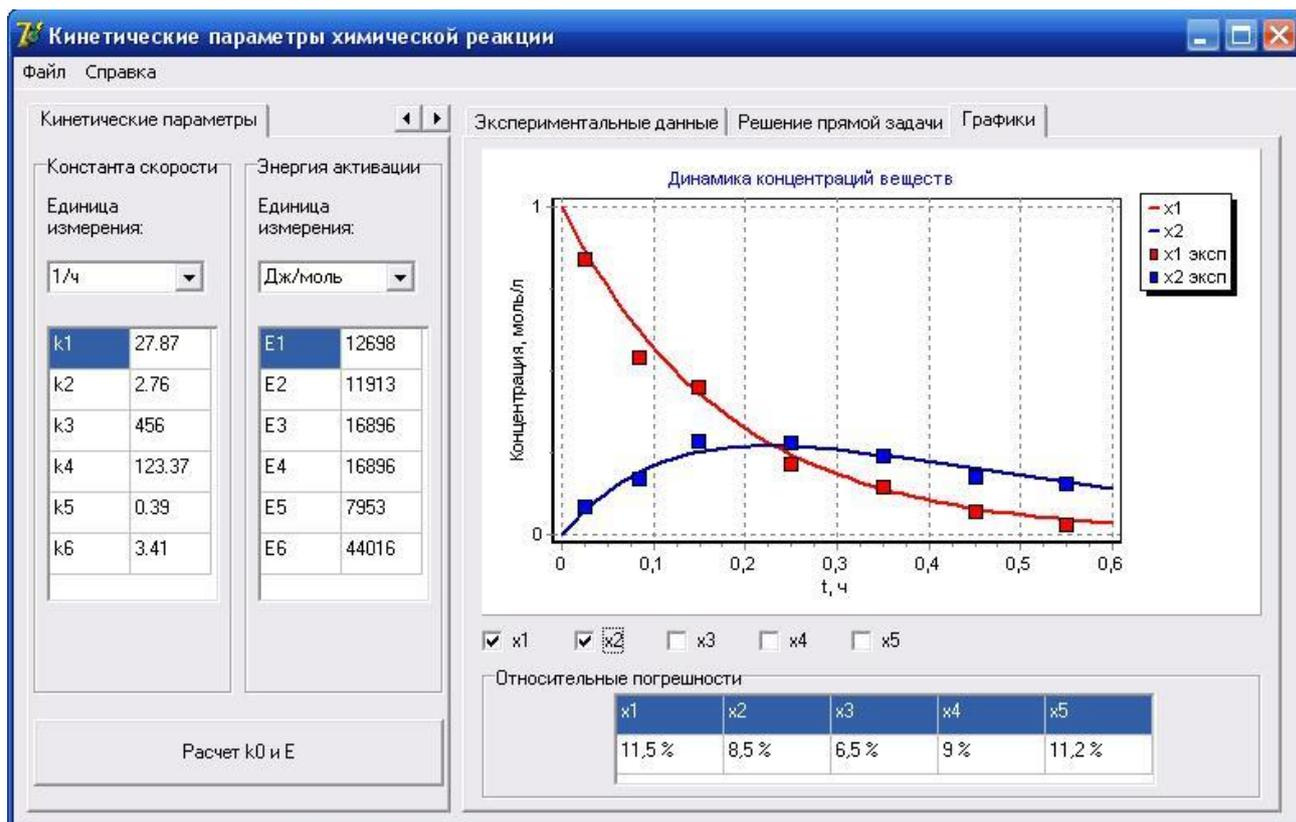 Кинетические параметры химической реакции
Файл Справка
Кинетические параметры
Константа скорости
Единица
измерения:
1/ч
k1 27.87
k2 2.76
k3 456
k4 123.37
k5 0.39
k6 3.41
Энергия активации
Единица
измерения:
Дж/моль
E1 12698
E2 11913
E3 16896
E4 16896
E5 7953
E6 44016
Расчет k0 и E
Экспериментальные данные Решение прямой задачи Графики
Динамика концентраций веществ
Концентрация, моль/л
1
0
0 0,1 0,2 0,3 0,4 0,5 0,6
t, ч
x1
x2
x1 эксп
x2 эксп
x1 x2 x3 x4 x5
Относительные погрешности
x1 x2 x3 x4 x5
11,5 % 8,5 % 6,5 % 9 % 11,2 %